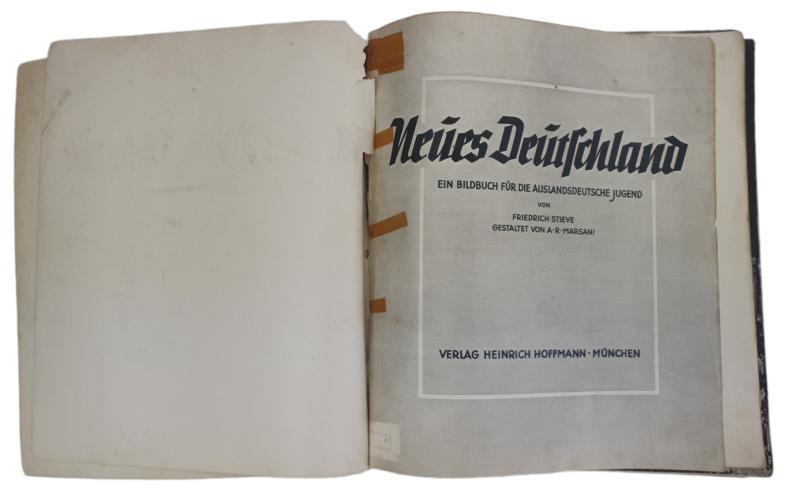 Neues Deutschland
EIN BILDBUCH FÜR DIE AUSLANDSDEUTSCHE JUGEND
VON
FRIEDRICH STIEVE
GESTALTET VON A·R·MARSANI
VERLAG HEINRICH HOFFMANN · MÜNCHEN